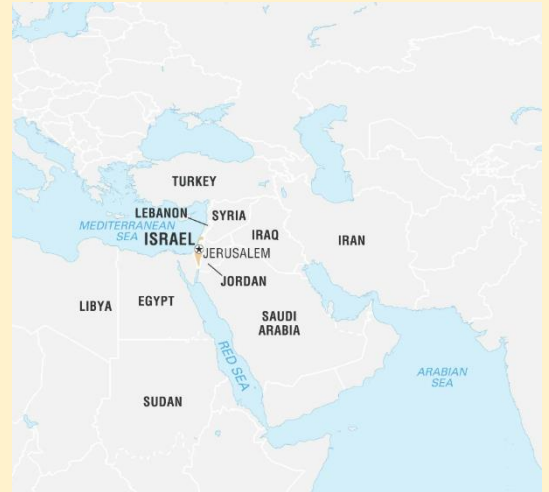 TURKEY
LEBANON
SYRIA
MEDITERRANEAN
SEA
ISRAEL
IRAQ
IRAN
JERUSALEM
JORDAN
LIBYA
EGYPT
SAUDI
ARABIA
RED SEA
ARABIAN
SEA
SUDAN